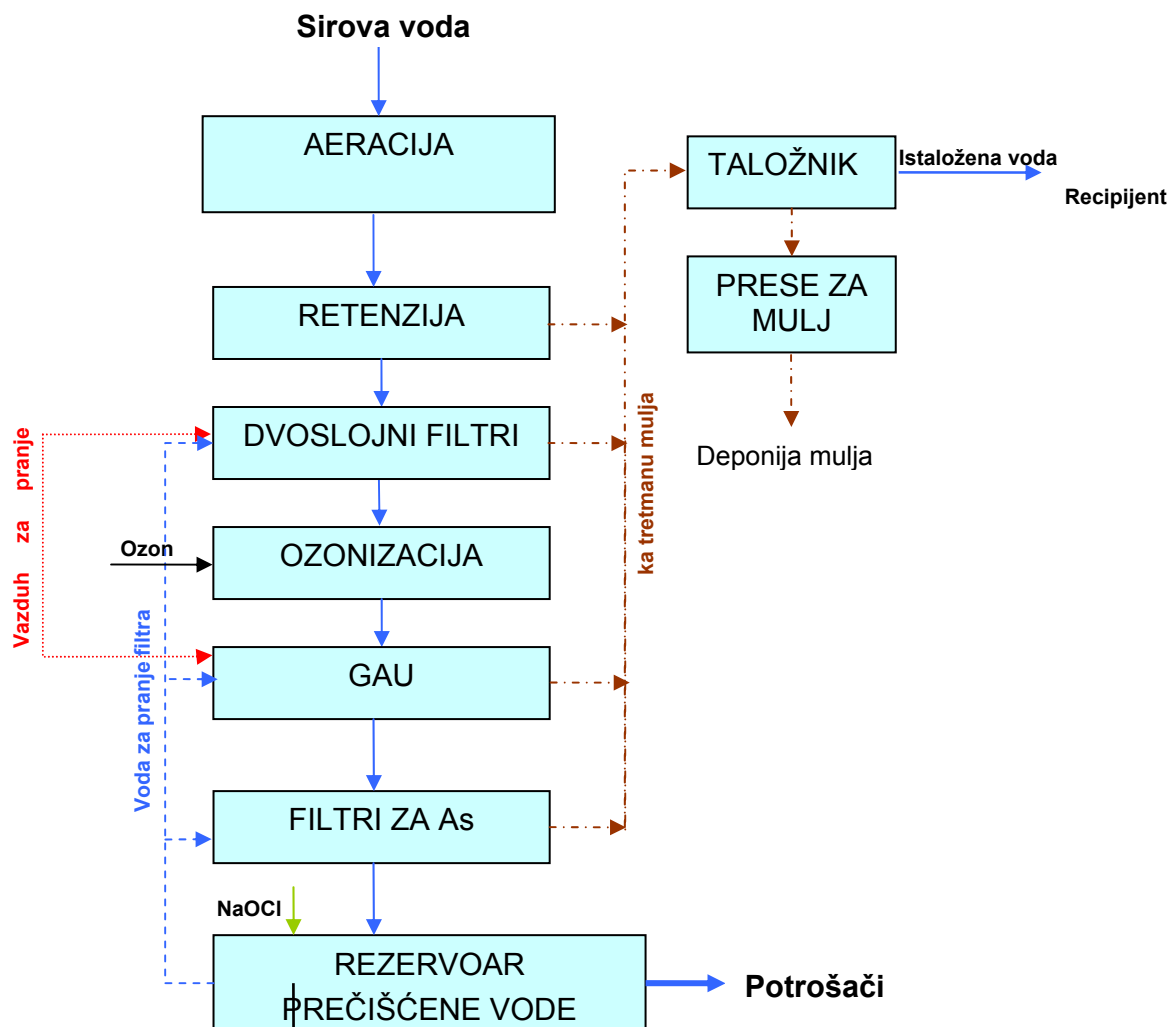 Sirova voda
AERACIJA
TALOŽNIK
Istaložena voda
Recipijent
RETENZIJA
PRESE ZA
MULJ
DVOSLOJNI FILTRI
Deponija mulja
Vazduh za pranje
ka tretmanu mulja
Ozon
OZONIZACIJA
Voda za pranje filtra
GAU
FILTRI ZA As
NaOCl
REZERVOAR
PREČIŠĆENE VODE
Potrošači